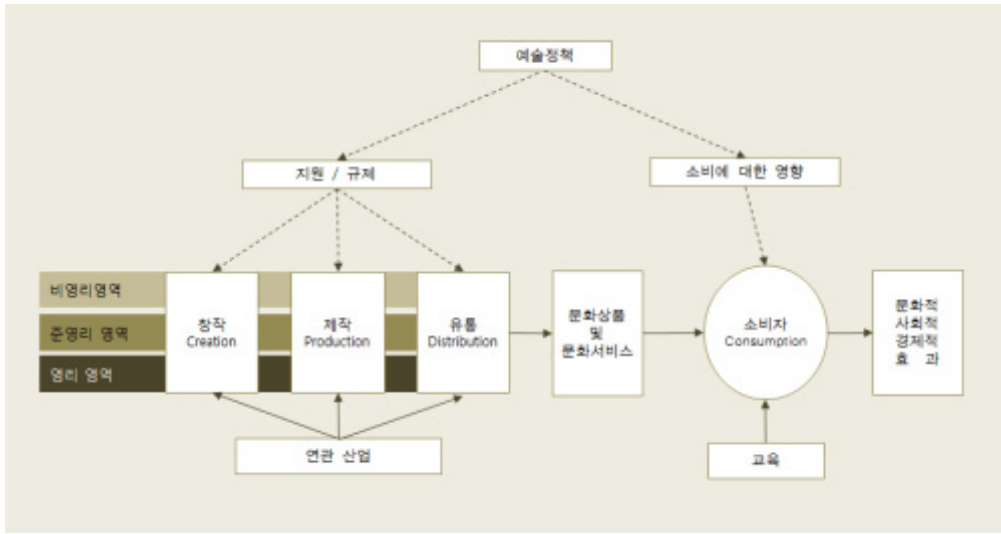 예술정책
지원 / 규제
소비에 대한 영향
비영리영역
준영리 영역
영리 영역
창작
Creation
제작
Production
유통
Distribution
문화상품
및
문화서비스
소비자
Consumption
문화적
사회적
경제적
효 과
연관 산업
교육